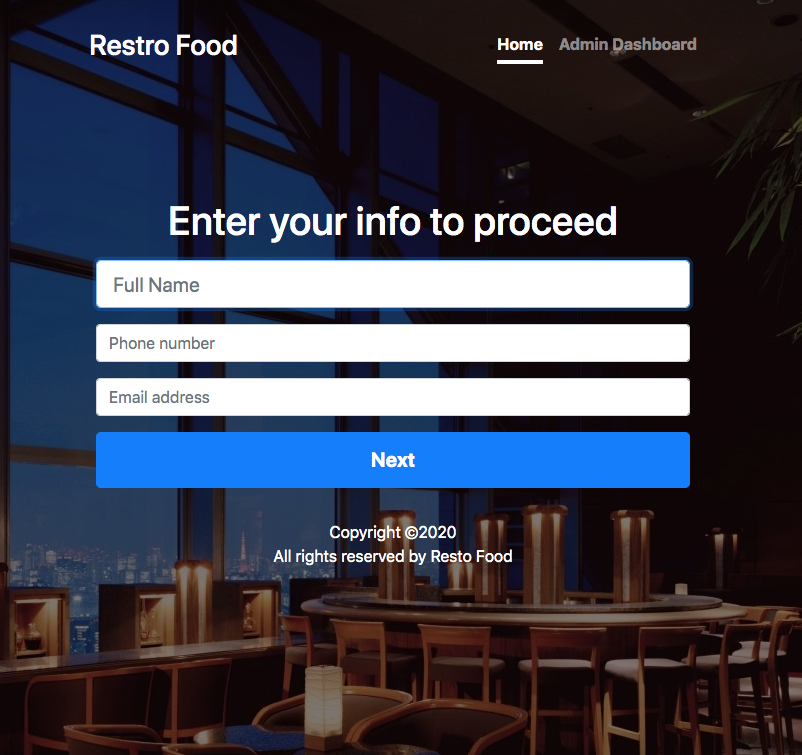 Restro Food
Home Admin Dashboard
Enter your info to proceed
Full Name
Phone number
Email address
Next
Copyright ©2020
All rights reserved by Resto Food